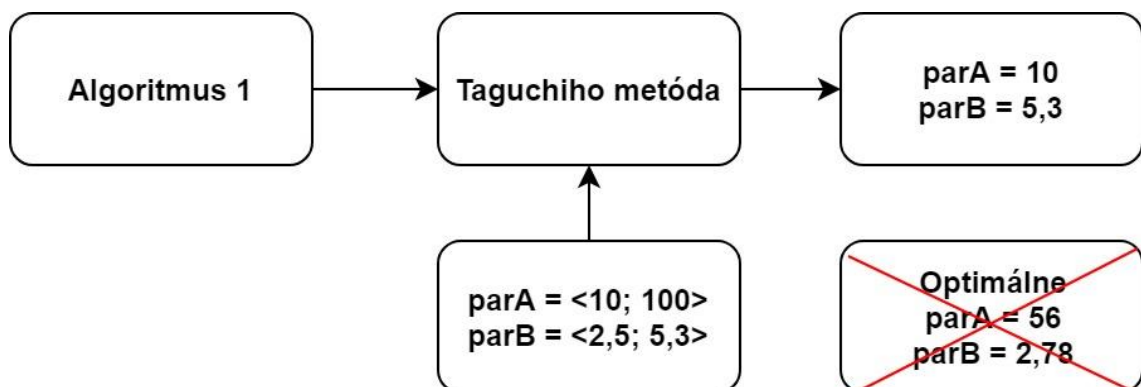 Algoritmus 1
Taguchiho metóda
parA = 10
parB = 5,3
parA = <10; 100>
parB = <2,5; 5,3>
Optimálne
parA = 56
parB = 2,78